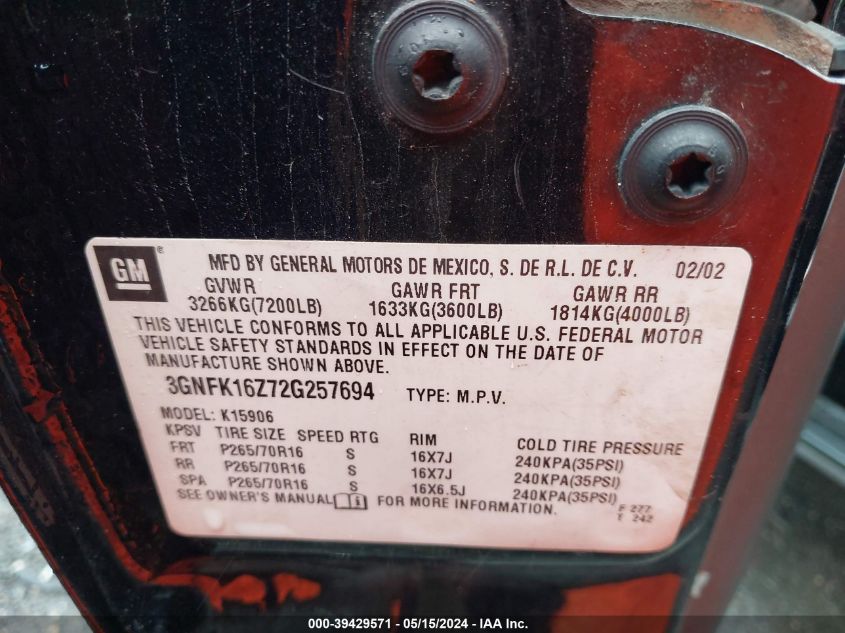 GM ®
MFD BY GENERAL MOTORS DE MEXICO, S. DE R.L. DE C.V. 02/02
GVWR GAWR FRT GAWR RR
3266KG(7200LB) 1633KG(3600LB) 1814KG(4000LB)
THIS VEHICLE CONFORMS TO ALL APPLICABLE U.S. FEDERAL MOTOR
VEHICLE SAFETY STANDARDS IN EFFECT ON THE DATE OF
MANUFACTURE SHOWN ABOVE.
3GNFK16Z72G257694 TYPE: M.P.V.
MODEL: K15906
KPSV TIRE SIZE SPEED RTG RIM COLD TIRE PRESSURE
FRT P265/70R16 S 16X7J 240KPA(35PSI)
RR P265/70R16 S 16X7J 240KPA(35PSI)
SPA P265/70R16 S 16X6.5J 240KPA(35PSI)
SEE OWNER'S MANUAL FOR MORE INFORMATION.
F 277
T 242
000-39429571 / 05/15/2024 - IAA Inc.